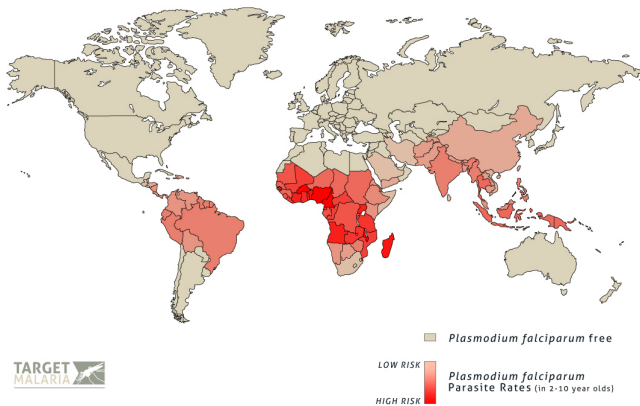 Plasmodium falciparum free
LOW RISK
Plasmodium falciparum
Parasite Rates (in 2-10 year olds)
HIGH RISK
TARGET
MALARIA